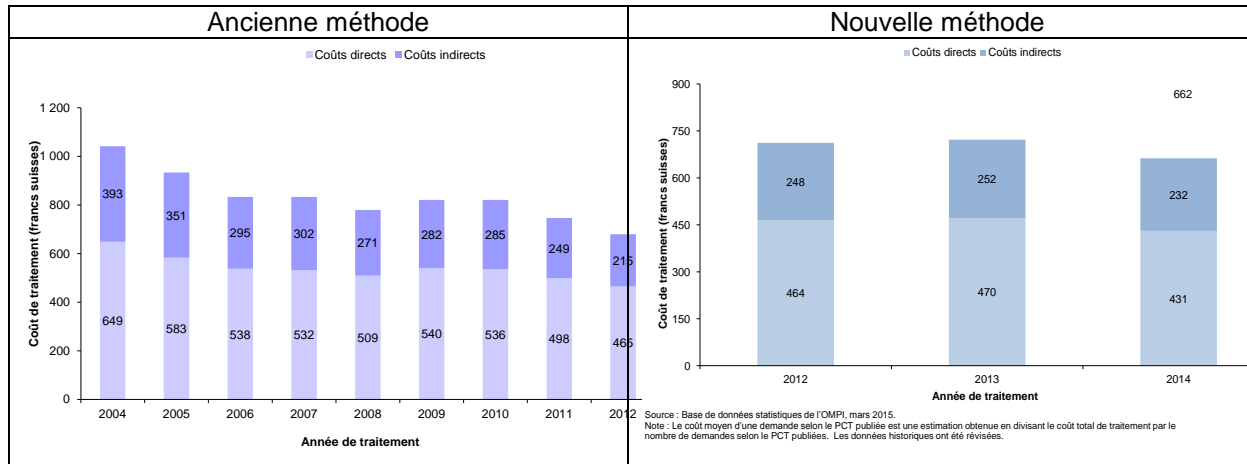 Ancienne méthode
Coûts directs Coûts indirects
Coût de traitement (francs suisses)
1 200
1 000
800
600
400
200
0
393 351 295 302 271 282 285 249 215
649 583 538 532 509 540 536 498 465
2004 2005 2006 2007 2008 2009 2010 2011 2012
Année de traitement
Nouvelle méthode
Coûts directs Coûts indirects
Coût de traitement (francs suisses)
900
750
600
450
300
150
0
662
248 252 232
464 470 431
2012 2013 2014
Année de traitement
Source : Base de données statistiques de l'OMPI, mars 2015.
Note : Le coût moyen d'une demande selon le PCT publiée est une estimation obtenue en divisant le coût total de traitement par le
nombre de demandes selon le PCT publiées. Les données historiques ont été révisées.